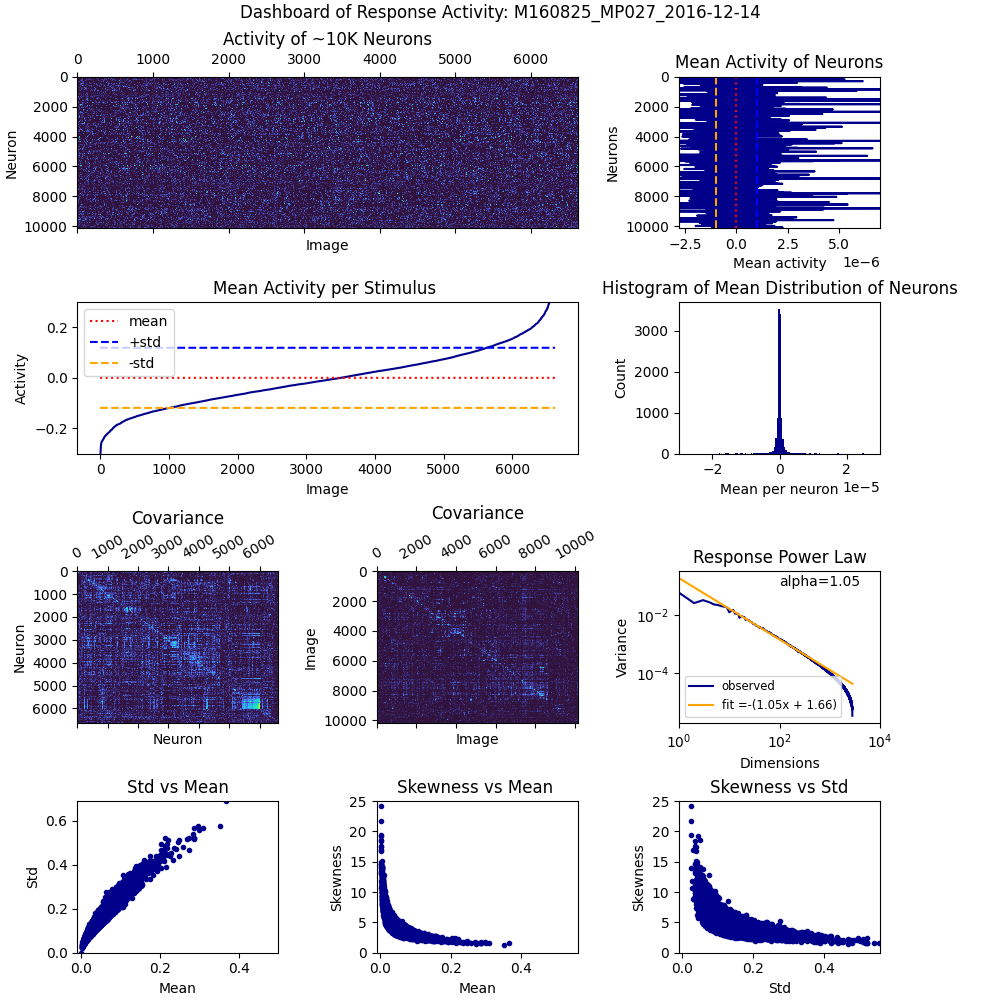 Dashboard of Response Activity: M160825_MP027_2016-12-14
Activity of ~10K Neurons
0 1000 2000 3000 4000 5000 6000
0
2000
4000
6000
8000
10000
Neuron
Image
Mean Activity of Neurons
0
2000
4000
6000
8000
10000
Neurons
−2.5 0.0 2.5 5.0
Mean activity 1e−6
Mean Activity per Stimulus
0.2
0.0
−0.2
Activity
mean
+std
-std
0 1000 2000 3000 4000 5000 6000
Image
Histogram of Mean Distribution of Neurons
3000
2000
1000
0
Count
−2 0 2
Mean per neuron 1e−5
Covariance
0 1000 2000 3000 4000 5000 6000
0
1000
2000
3000
4000
5000
6000
Neuron
Neuron
Covariance
0 2000 4000 6000 8000 10000
0
2000
4000
6000
8000
10000
Image
Image
Response Power Law
alpha=1.05
10−2
10−4
Variance
observed
fit =-(1.05x + 1.66)
100 102 104
Dimensions
Std vs Mean
0.6
0.4
0.2
0.0
Std
0.0 0.2 0.4
Mean
Skewness vs Mean
25
20
15
10
5
0
Skewness
0.0 0.2 0.4
Mean
Skewness vs Std
25
20
15
10
5
0
Skewness
0.0 0.2 0.4
Std